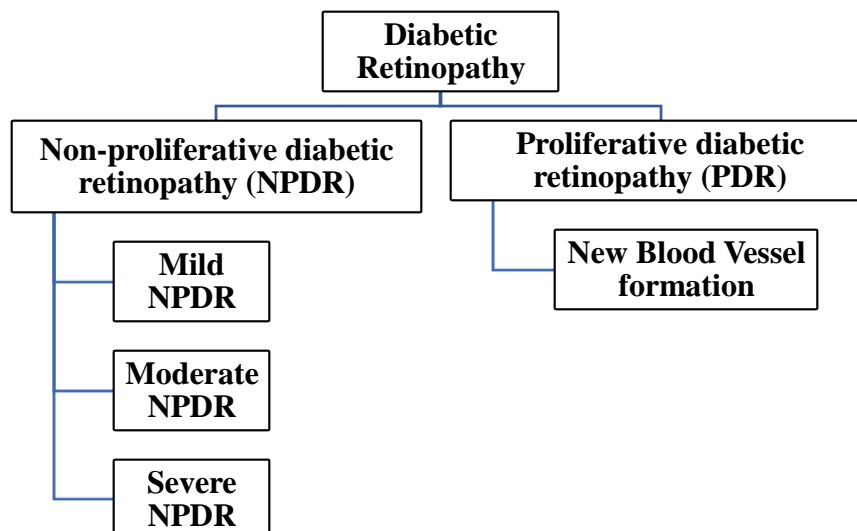 Diabetic
Retinopathy
Non-proliferative diabetic
retinopathy (NPDR)
Proliferative diabetic
retinopathy (PDR)
Mild
NPDR
New Blood Vessel
formation
Moderate
NPDR
Severe
NPDR